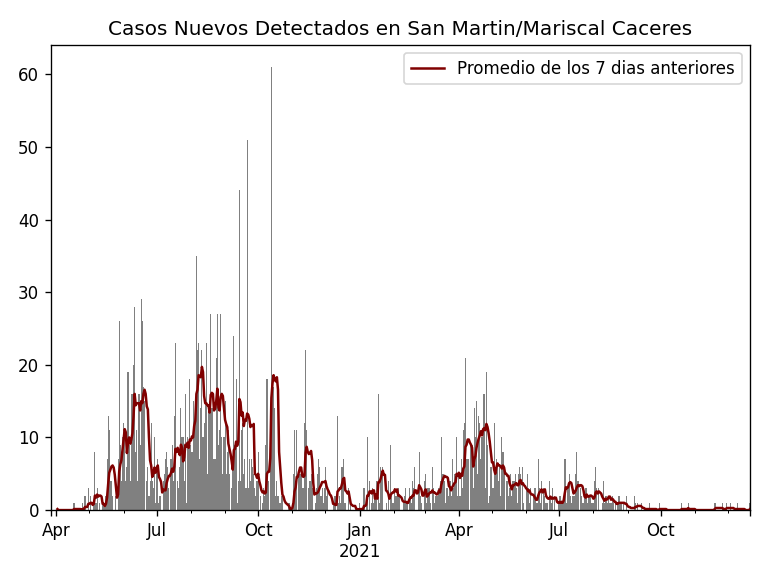 Casos Nuevos Detectados en San Martin/Mariscal Caceres
Promedio de los 7 dias anteriores
60
50
40
30
20
10
0
Apr Jul Oct Jan Apr Jul Oct
2021